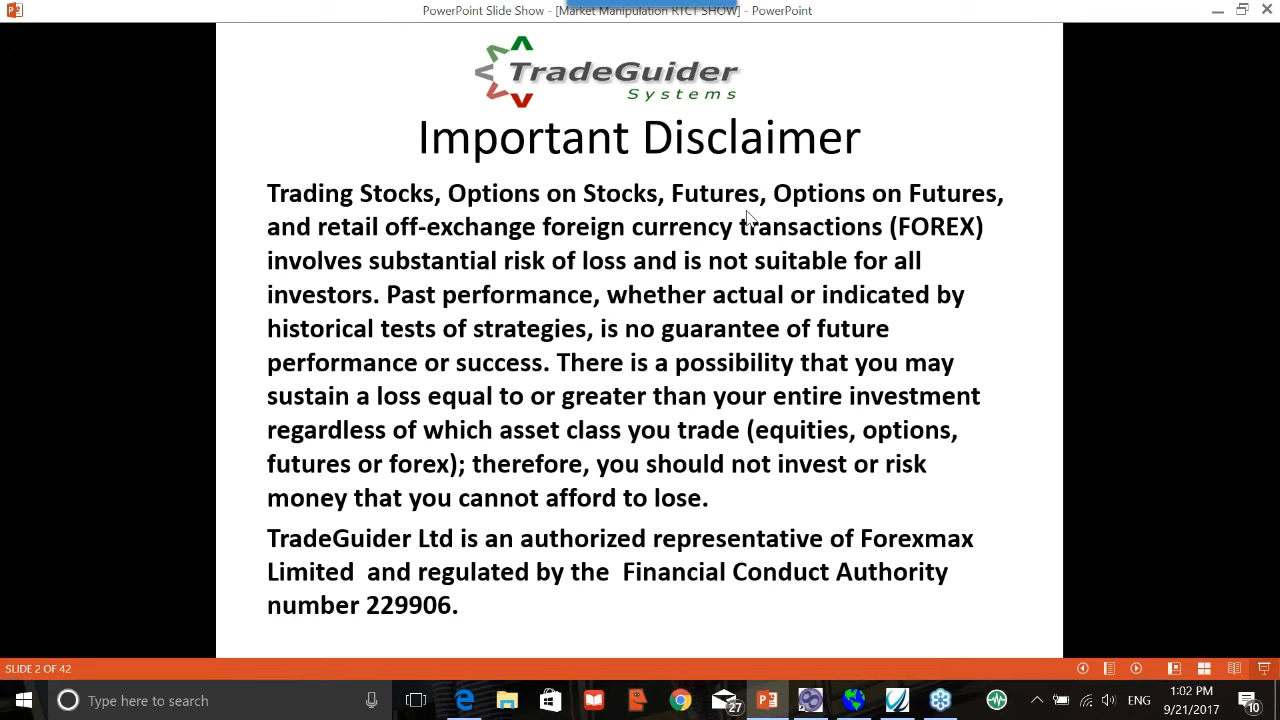 PowerPoint Slide Show - [Market Manipulation RTCT SHOW] - PowerPoint
TradeGuider
Systems
Important Disclaimer
Trading Stocks, Options on Stocks, Futures, Options on Futures,
and retail off-exchange foreign currency transactions (FOREX)
involves substantial risk of loss and is not suitable for all
investors. Past performance, whether actual or indicated by
historical tests of strategies, is no guarantee of future
performance or success. There is a possibility that you may
sustain a loss equal to or greater than your entire investment
regardless of which asset class you trade (equities, options,
futures or forex); therefore, you should not invest or risk
money that you cannot afford to lose.
TradeGuider Ltd is an authorized representative of Forexmax
Limited  and regulated by the  Financial Conduct Authority
number 229906.
SLIDE 2 OF 42
Type here to search
27
ENG
1:02 PM
9/21/2017
10